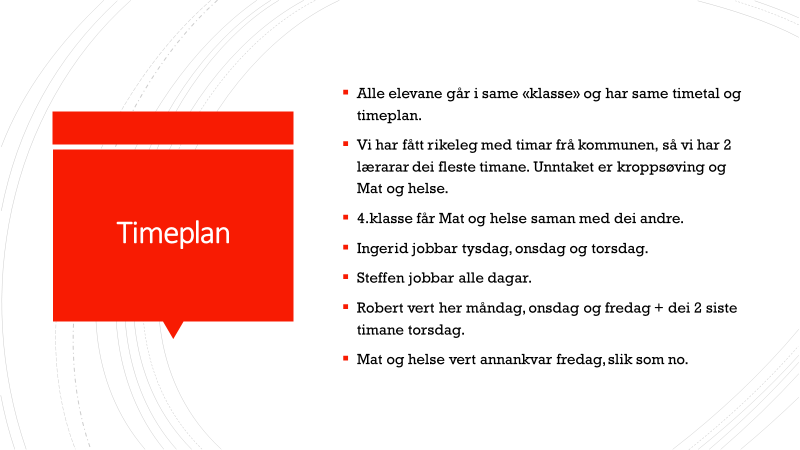 Timeplan
Alle elevane går i same «klasse» og har same timetal og
timeplan.
Vi har fått rikeleg med timar frå kommunen, så vi har 2
lærarar dei fleste timane. Unntaket er kroppsøving og
Mat og helse.
4.klasse får Mat og helse saman med dei andre.
Ingerid jobbar tysdag, onsdag og torsdag.
Steffen jobbar alle dagar.
Robert vert her måndag, onsdag og fredag + dei 2 siste
timane torsdag.
Mat og helse vert annankvar fredag, slik som no.